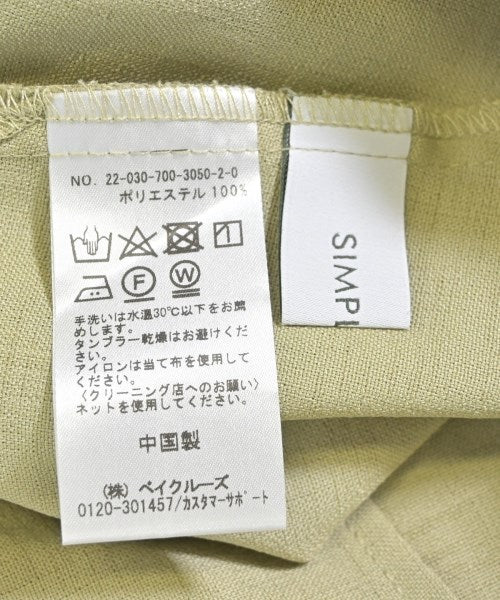 NO. 22-030-700-3050-2-0
ポリエステル 100%
F W
手洗いは水温30℃以下をお薦
めします。
タンブラー乾燥はお避けくだ
さい。
アイロンは当て布を使用して
ください。
〈クリーニング店へのお願い〉
ネットを使用してください。
中国製
(株) ベイクルーズ
0120-301457/カスタマーサポート
SIMPL